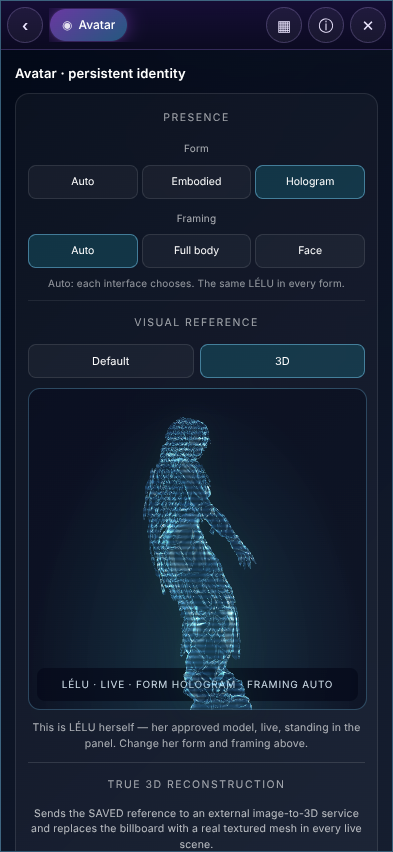 Avatar
Avatar · persistent identity
PRESENCE
Form
Auto Embodied Hologram
Framing
Auto Full body Face
Auto: each interface chooses. The same LÉLU in every form.
VISUAL REFERENCE
Default 3D
LÉLU · LIVE · FORM HOLOGRAM · FRAMING AUTO
This is LÉLU herself — her approved model, live, standing in the
panel. Change her form and framing above.
TRUE 3D RECONSTRUCTION
Sends the SAVED reference to an external image-to-3D service
and replaces the billboard with a real textured mesh in every live
scene.